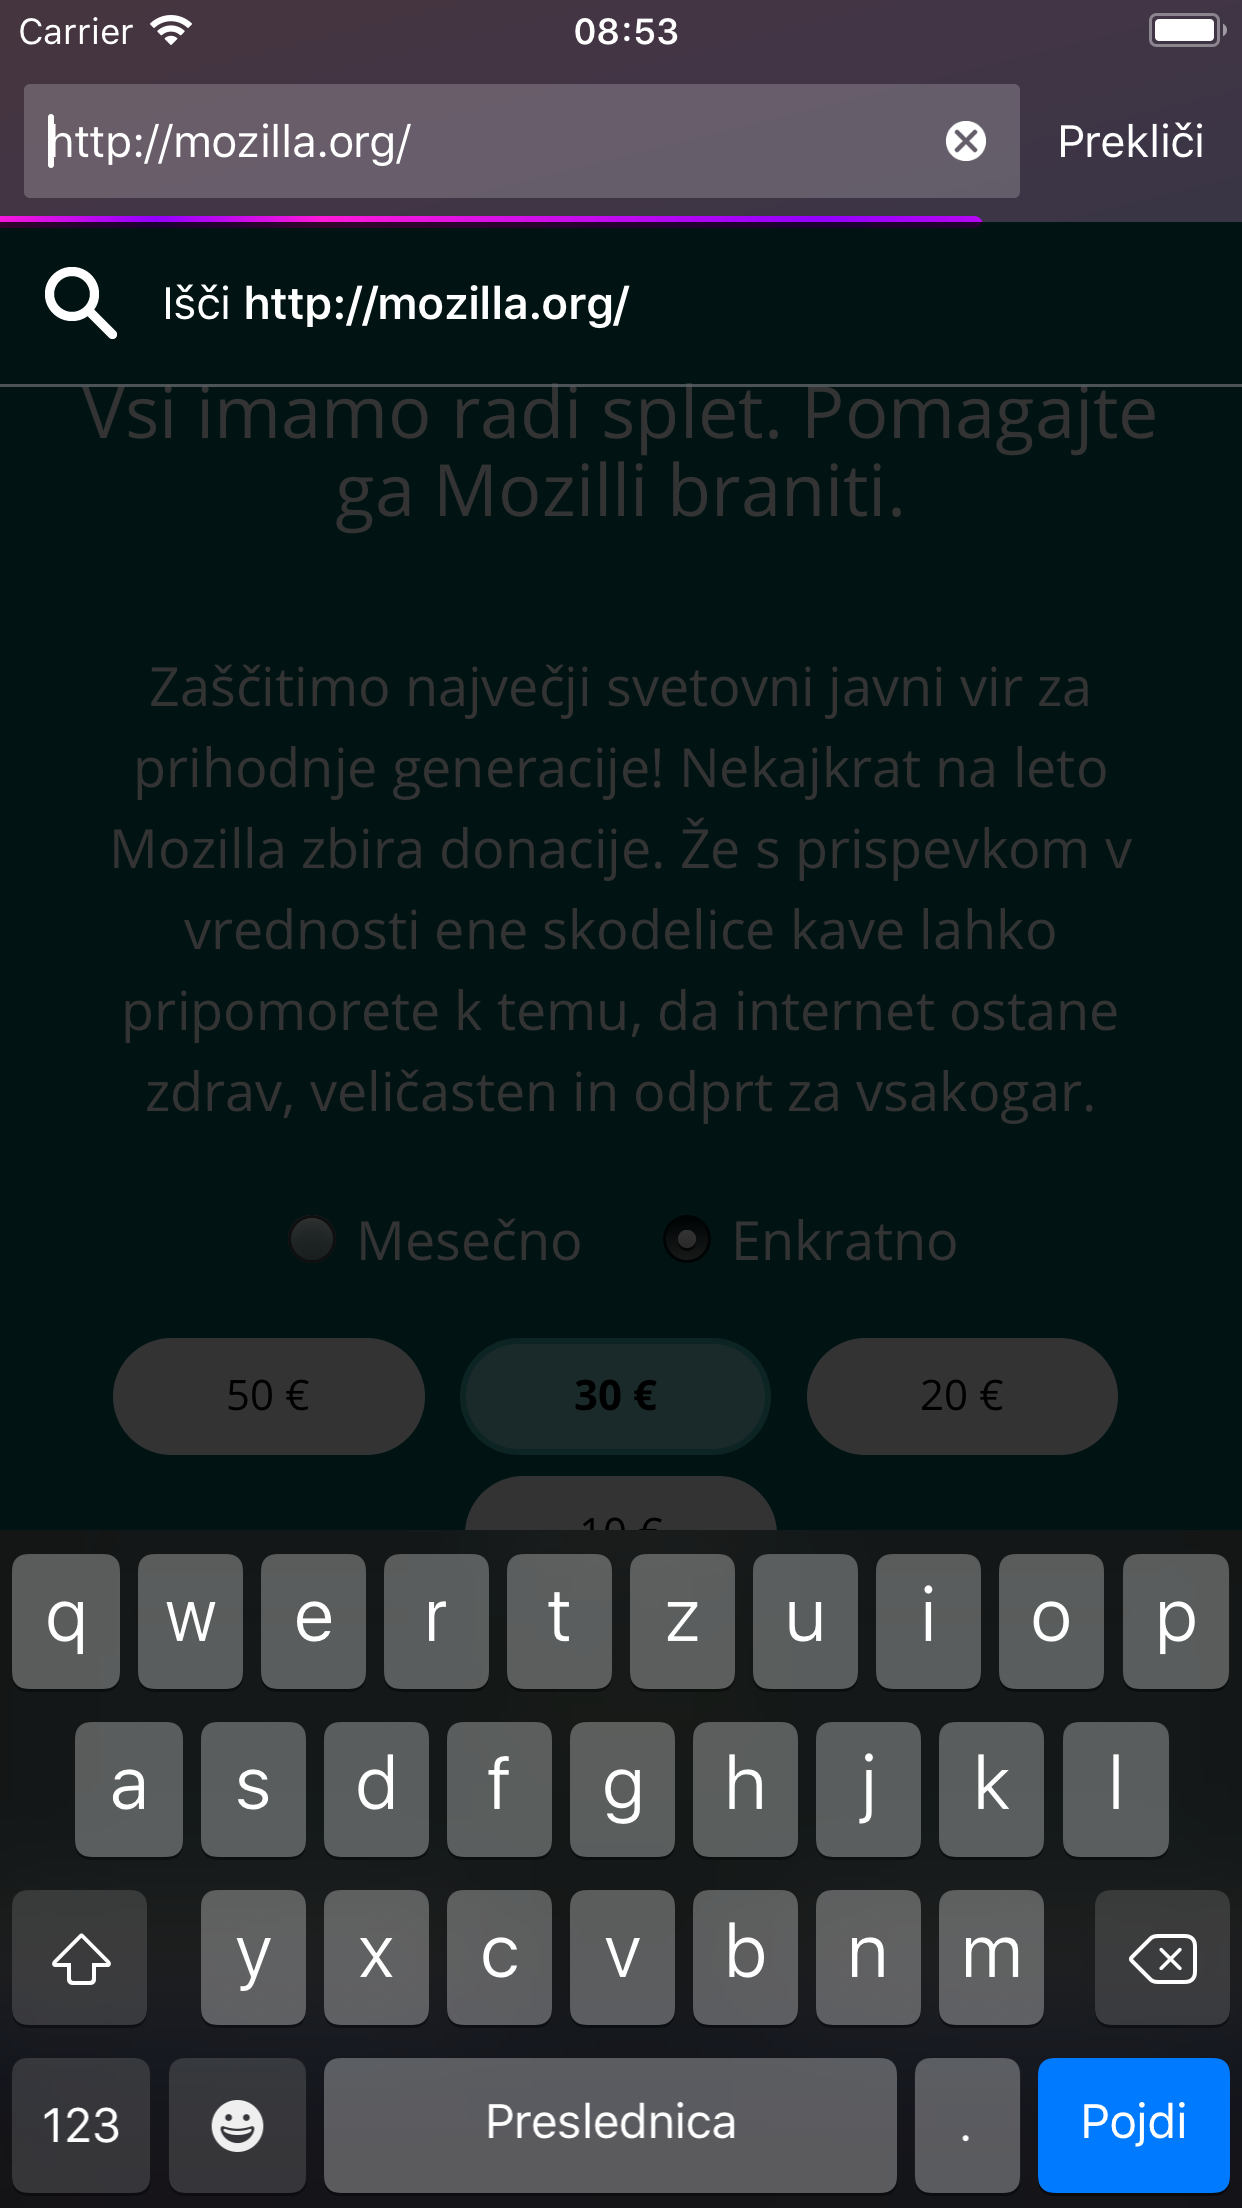 Carrier 08:53
http://mozilla.org/ Prekliči
Išči http://mozilla.org/
Vsi imamo radi splet. Pomagajte
ga Mozilli braniti.
Zaščitimo največji svetovni javni vir za
prihodnje generacije! Nekajkrat na leto
Mozilla zbira donacije. Že s prispevkom v
vrednosti ene skodelice kave lahko
pripomorete k temu, da internet ostane
zdrav, veličasten in odprt za vsakogar.
Mesečno Enkratno
50 € 30 € 20 €
10 €
q w e r t z u i o p
a s d f g h j k l
y x c v b n m
123 Preslednica . Pojdi